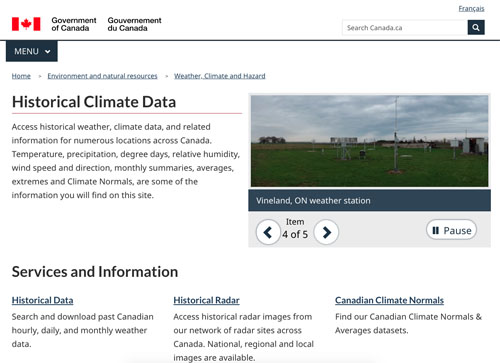 Français
Government of Canada
Gouvernement du Canada
Search Canada.ca
MENU
Home » Environment and natural resources » Weather, Climate and Hazard
Historical Climate Data
Access historical weather, climate data, and related
information for numerous locations across Canada.
Temperature, precipitation, degree days, relative humidity,
wind speed and direction, monthly summaries, averages,
extremes and Climate Normals, are some of the
information you will find on this site.
Vineland, ON weather station
Item
4 of 5
Pause
Services and Information
Historical Data
Search and download past Canadian
hourly, daily, and monthly weather
data.
Historical Radar
Access historical radar images from
our network of radar sites across
Canada. National, regional and local
images are available.
Canadian Climate Normals
Find our Canadian Climate Normals &
Averages datasets.